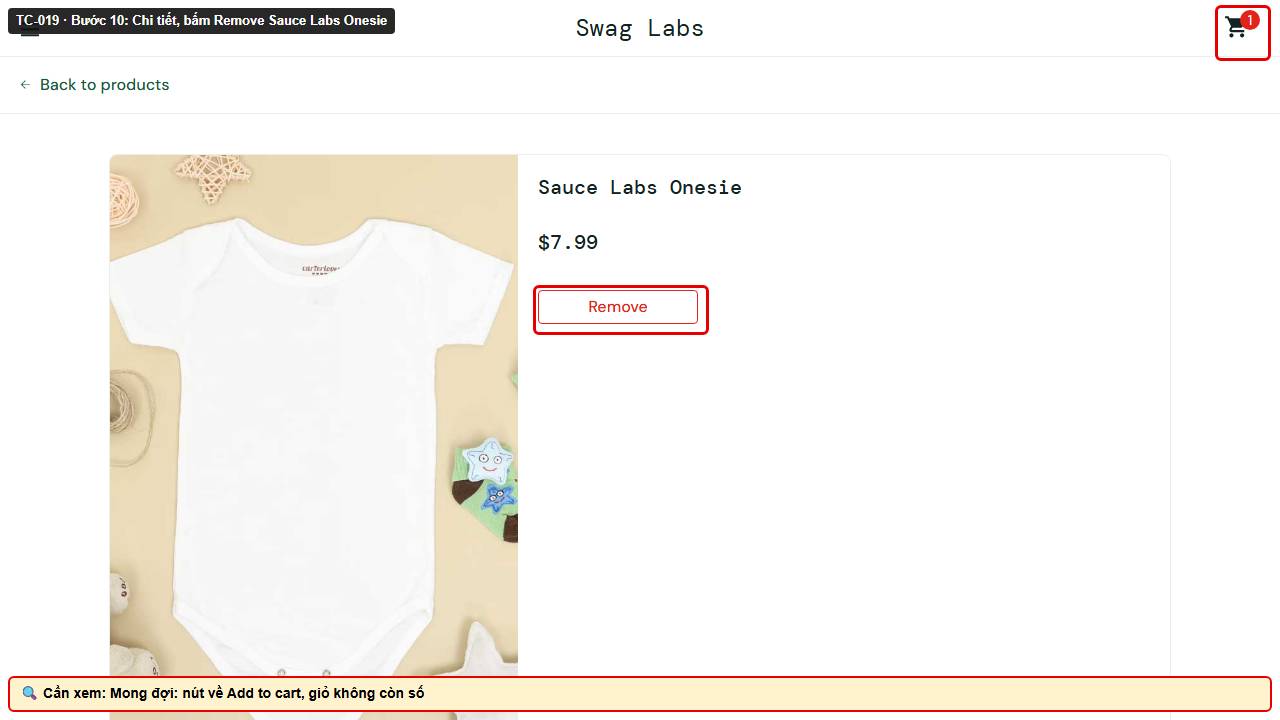 TC-019 · Bước 10: Chi tiết, bấm Remove Sauce Labs Onesie
Swag Labs
1
← Back to products
Sauce Labs Onesie
$7.99
Remove
🔍 Cần xem: Mong đợi: nút về Add to cart, giỏ không còn số